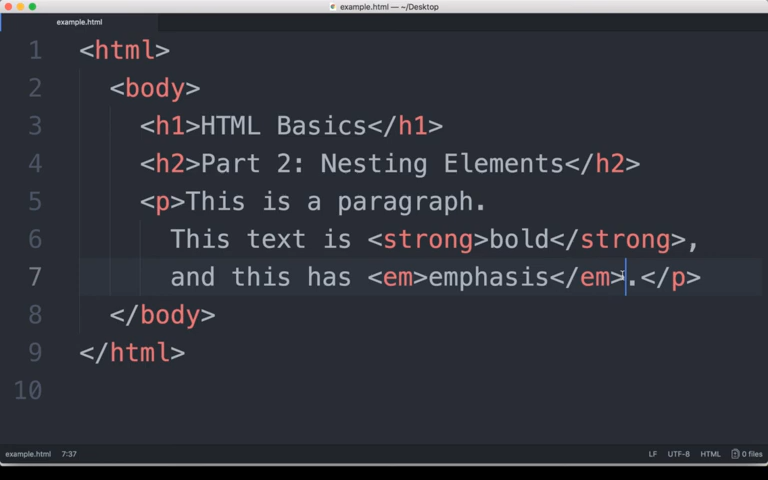 example.html — ~/Desktop
example.html
1 <html>
2 <body>
3 <h1>HTML Basics</h1>
4 <h2>Part 2: Nesting Elements</h2>
5 <p>This is a paragraph.
6 This text is <strong>bold</strong>,
7 and this has <em>emphasis</em>.</p>
8 </body>
9 </html>
10
example.html 7:37 LF UTF-8 HTML 0 files